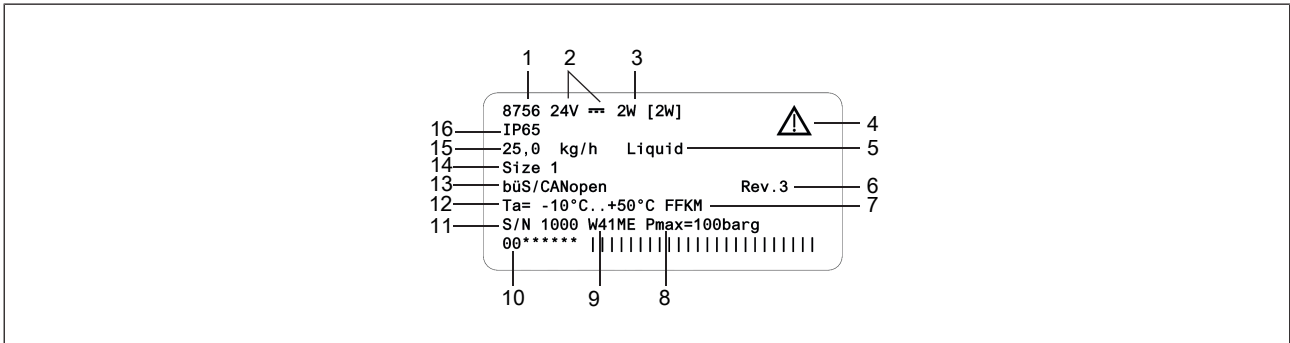 1 2 3
8756 24V ⎓ 2W [2W]
4
16 IP65
15 25,0 kg/h Liquid 5
14 Size 1
13 büS/CANopen Rev.3 6
12 Ta= -10°C..+50°C FFKM 7
11 S/N 1000 W41ME Pmax=100barg
00****** ||||||||||||||||||||||||
10 9 8